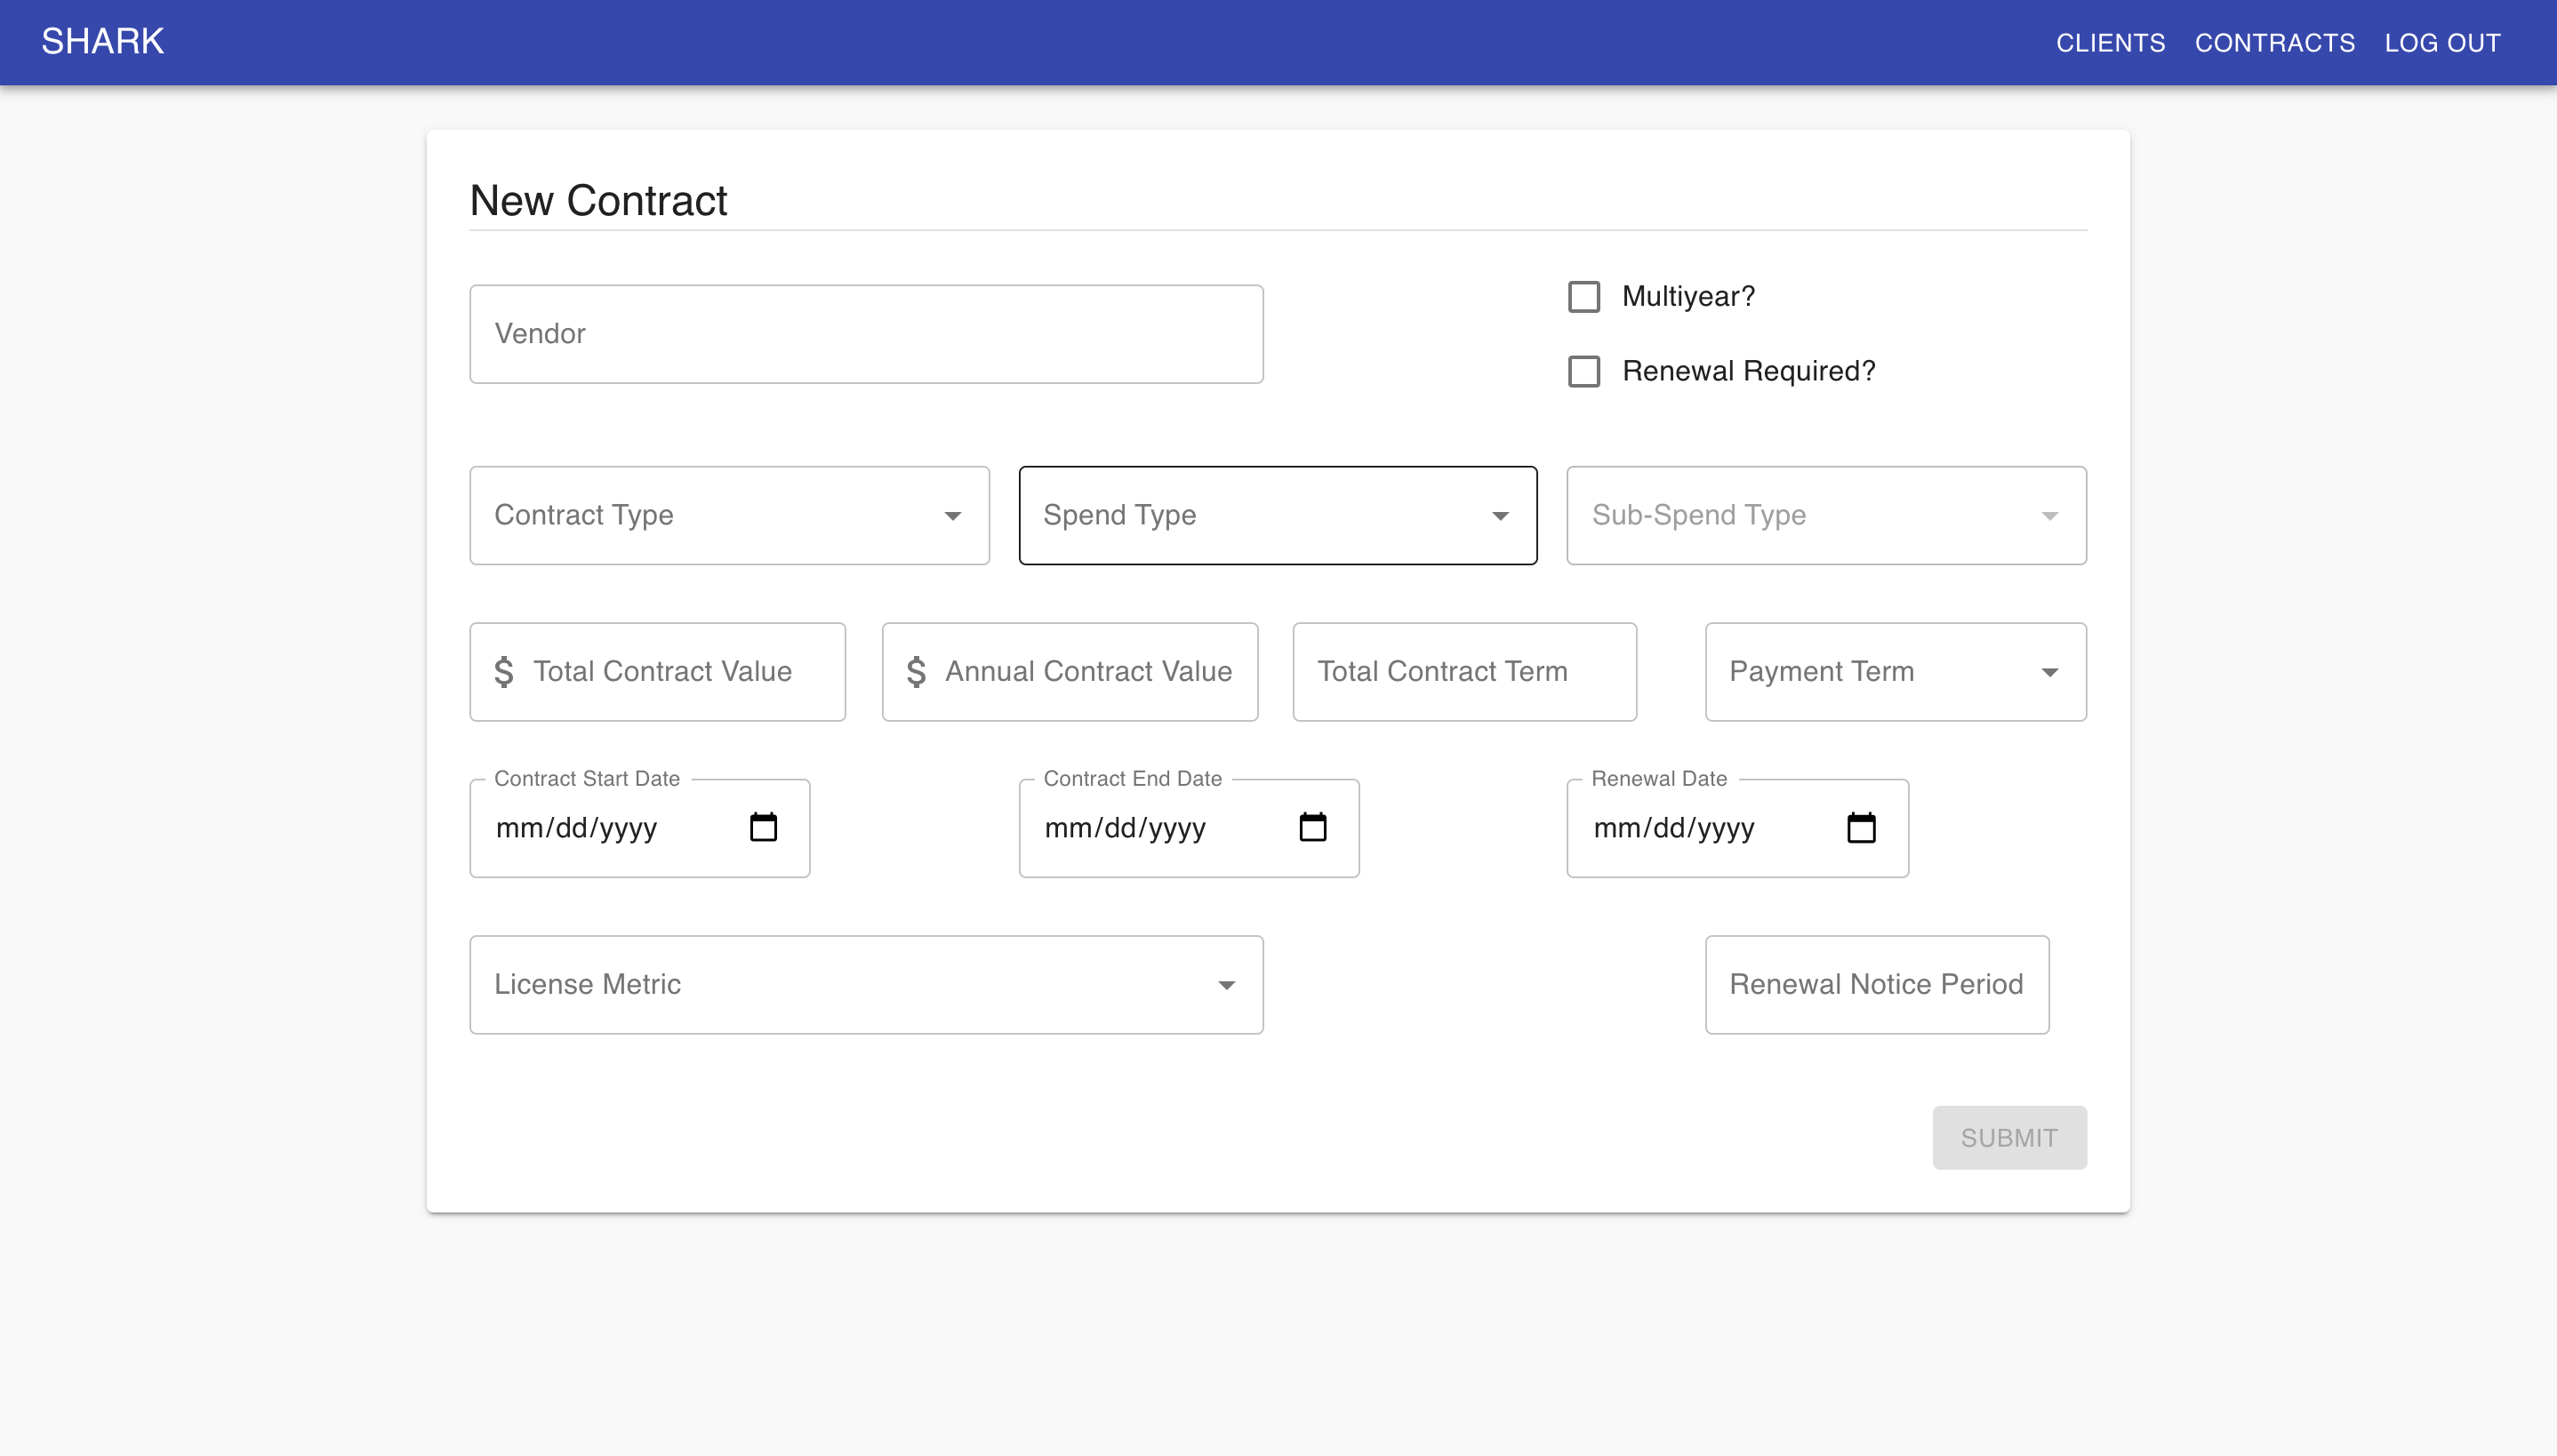 SHARK
CLIENTS CONTRACTS LOG OUT
New Contract
Vendor
Multiyear?
Renewal Required?
Contract Type
Spend Type
Sub-Spend Type
$ Total Contract Value
$ Annual Contract Value
Total Contract Term
Payment Term
Contract Start Date
mm/dd/yyyy
Contract End Date
mm/dd/yyyy
Renewal Date
mm/dd/yyyy
License Metric
Renewal Notice Period
SUBMIT